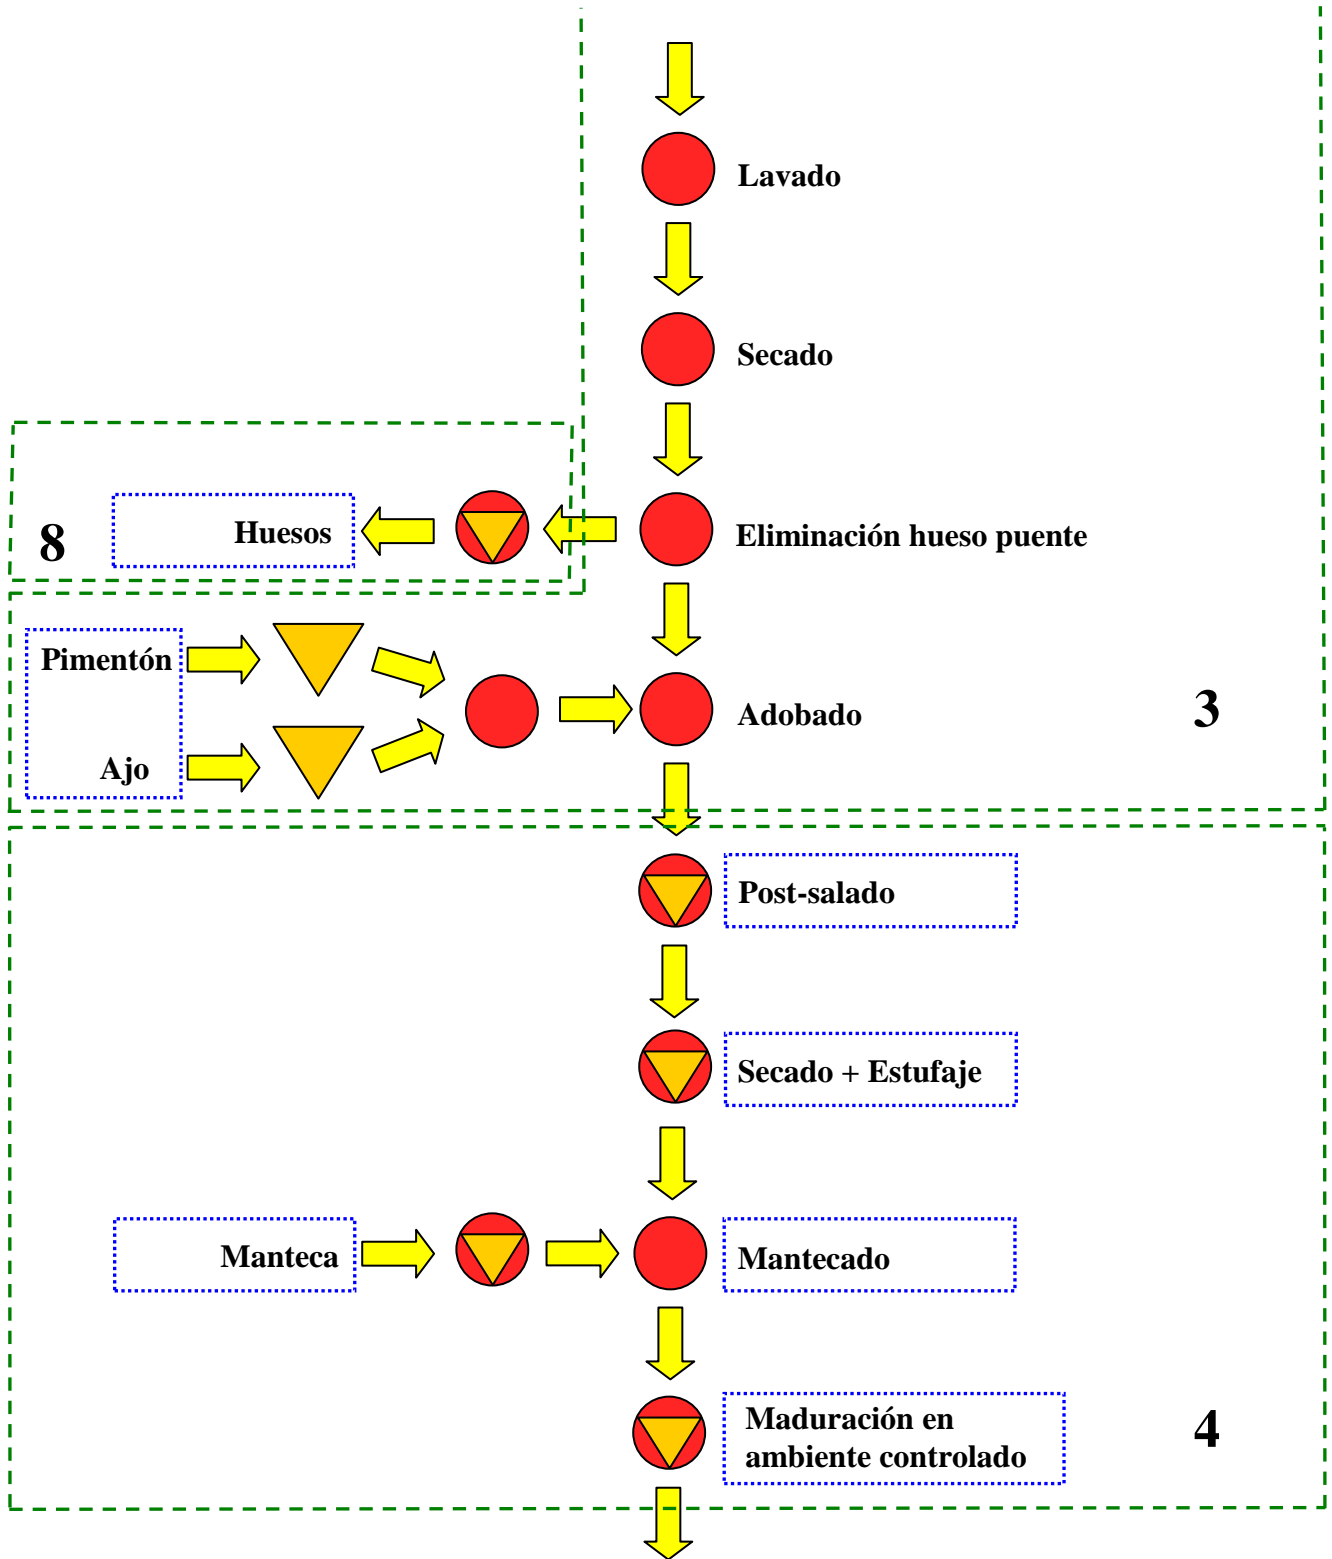 Lavado
Secado
8
Huesos
Eliminación hueso puente
Pimentón
Ajo
Adobado
3
Post-salado
Secado + Estufaje
Manteca
Mantecado
Maduración en
ambiente controlado
4